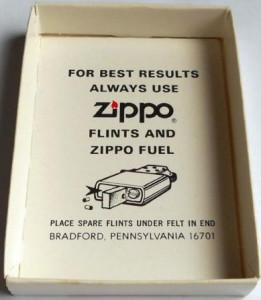 FOR BEST RESULTS
ALWAYS USE
Zippo®
FLINTS AND
ZIPPO FUEL
PLACE SPARE FLINTS UNDER FELT IN END
BRADFORD, PENNSYLVANIA 16701